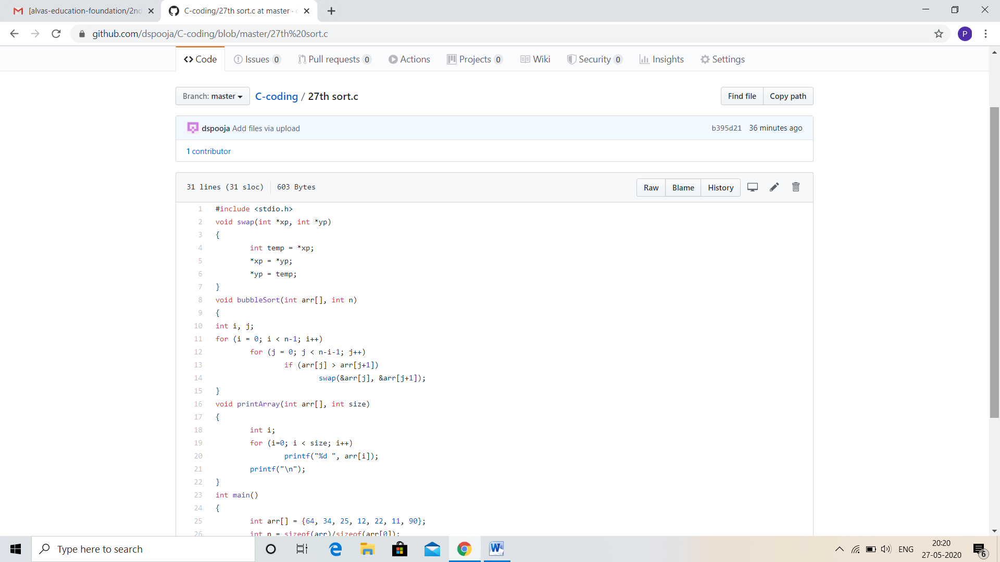 [alvas-education-foundation/2nd
C-coding/27th sort.c at master ·
github.com/dspooja/C-coding/blob/master/27th%20sort.c
P
Code Issues 0 Pull requests 0 Actions Projects 0 Wiki Security 0 Insights Settings
Branch: master C-coding / 27th sort.c Find file Copy path
dspooja Add files via upload b395d21 36 minutes ago
1 contributor
31 lines (31 sloc) 603 Bytes Raw Blame History
1 #include <stdio.h>
2 void swap(int *xp, int *yp)
3 {
4         int temp = *xp;
5         *xp = *yp;
6         *yp = temp;
7 }
8 void bubbleSort(int arr[], int n)
9 {
10 int i, j;
11 for (i = 0; i < n-1; i++)
12         for (j = 0; j < n-i-1; j++)
13                 if (arr[j] > arr[j+1])
14                         swap(&arr[j], &arr[j+1]);
15 }
16 void printArray(int arr[], int size)
17 {
18         int i;
19         for (i=0; i < size; i++)
20                 printf("%d ", arr[i]);
21         printf("\n");
22 }
23 int main()
24 {
25         int arr[] = {64, 34, 25, 12, 22, 11, 90};
26         int n = sizeof(arr)/sizeof(arr[0]);
Type here to search
ENG
20:20
27-05-2020
6